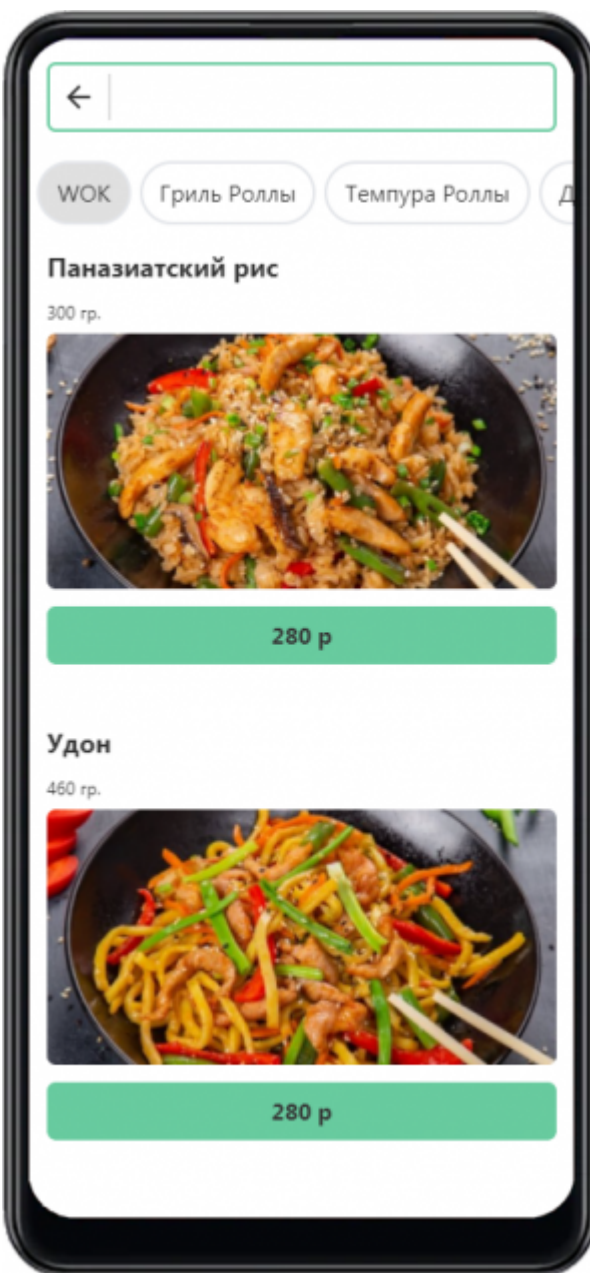 WOK Гриль Роллы Темпура Роллы Д
Паназиатский рис
300 гр.
280 р
Удон
460 гр.
280 р